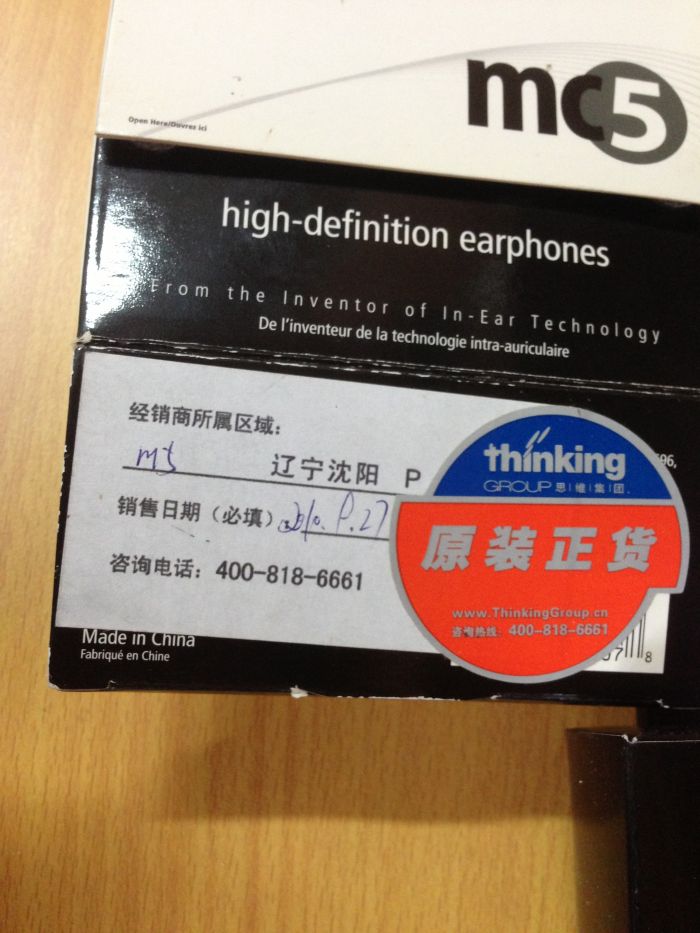 mc5
Open Here/Ouvrez ici
high-definition earphones
From the Inventor of In-Ear Technology
De l'inventeur de la technologie intra-auriculaire
经销商所属区域:
辽宁沈阳 P
销售日期（必填）
咨询电话：400-818-6661
Made in China
Fabriqué en Chine
96,
thinking
GROUP 思维集团
原装正货
www.ThinkingGroup.cn
咨询热线：400-818-6661
8